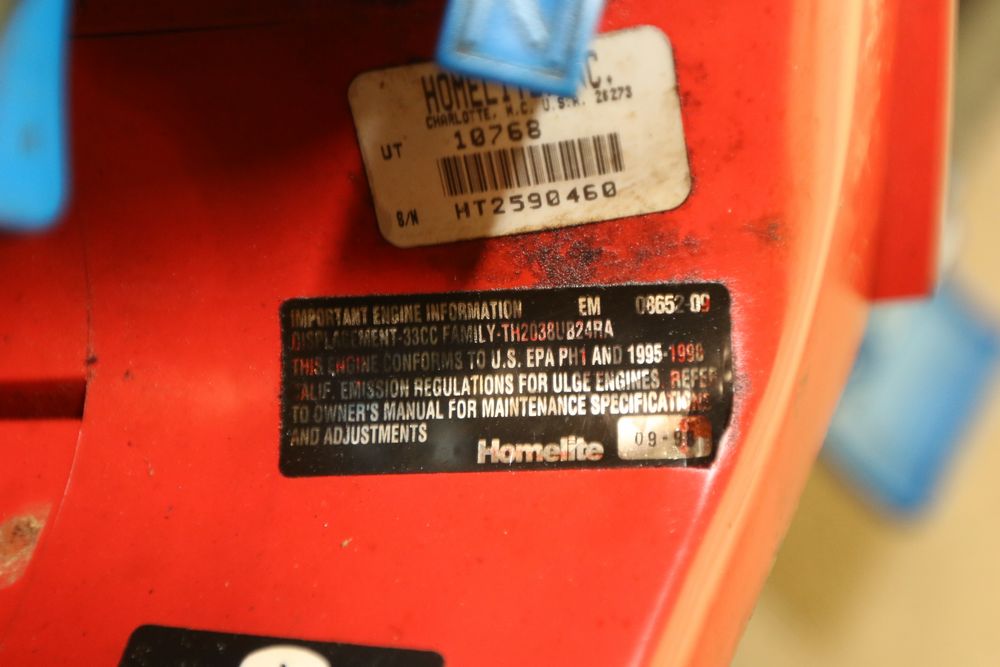 HOMELITE
CHARLOTTE, N.C. U.S.A. 28273
UT 10768
S/N HT2590460
IMPORTANT ENGINE INFORMATION EM 08652-09
DISPLACEMENT-33CC FAMILY-TH2038UB24RA
THIS ENGINE CONFORMS TO U.S. EPA PH1 AND 1995-1998
CALIF. EMISSION REGULATIONS FOR ULGE ENGINES. REFER
TO OWNER'S MANUAL FOR MAINTENANCE SPECIFICATIONS
AND ADJUSTMENTS
Homelite 09-98